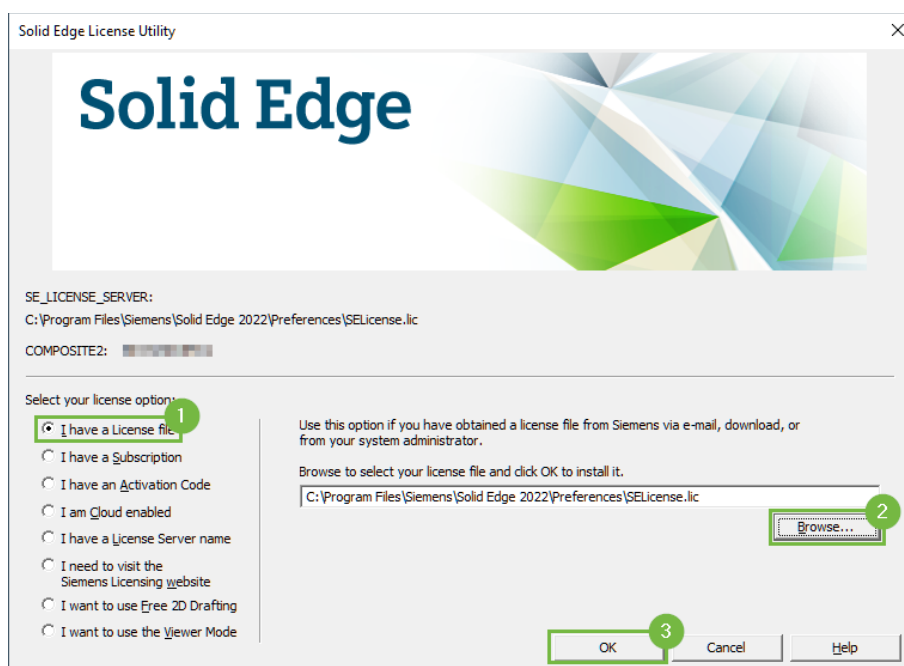 Solid Edge License Utility
Solid Edge
SE_LICENSE_SERVER:
C:\Program Files\Siemens\Solid Edge 2022\Preferences\SELicense.lic
COMPOSITE2:
Select your license option:
1
I have a License file
I have a Subscription
I have an Activation Code
I am Cloud enabled
I have a License Server name
I need to visit the
Siemens Licensing website
I want to use Free 2D Drafting
I want to use the Viewer Mode
Use this option if you have obtained a license file from Siemens via e-mail, download, or
from your system administrator.
Browse to select your license file and click OK to install it.
C:\Program Files\Siemens\Solid Edge 2022\Preferences\SELicense.lic
2
Browse...
3
OK
Cancel
Help